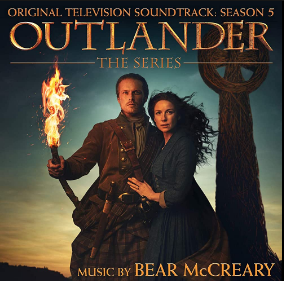 ORIGINAL TELEVISION SOUNDTRACK: SEASON 5
OUTLANDER
THE SERIES
MUSIC BY BEAR McCREARY